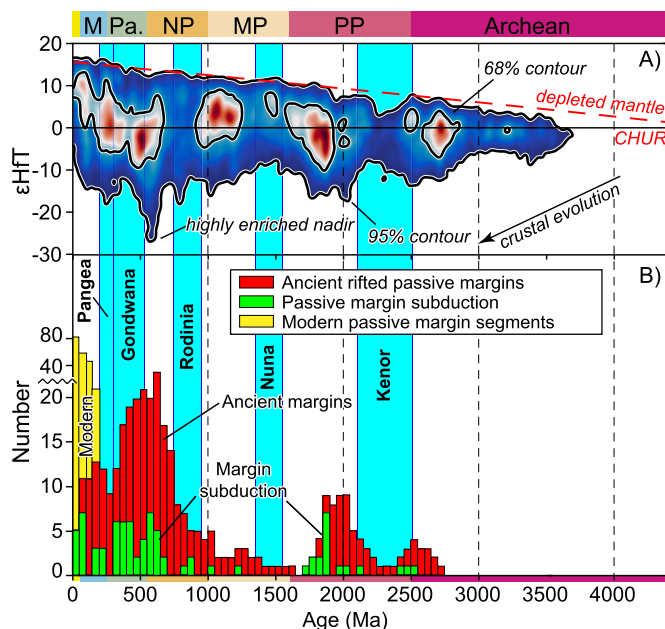 M Pa. NP MP PP Archean
20
10
0
-10
-20
-30
εHfT
A)
68% contour
depleted mantle
CHUR
highly enriched nadir
95% contour
crustal evolution
B)
Ancient rifted passive margins
Passive margin subduction
Modern passive margin segments
Pangea
Gondwana
Rodinia
Nuna
Kenor
80
40
20
15
10
5
0
Number
Modern
Ancient margins
Margin
subduction
0 500 1000 1500 2000 2500 3000 3500 4000
Age (Ma)